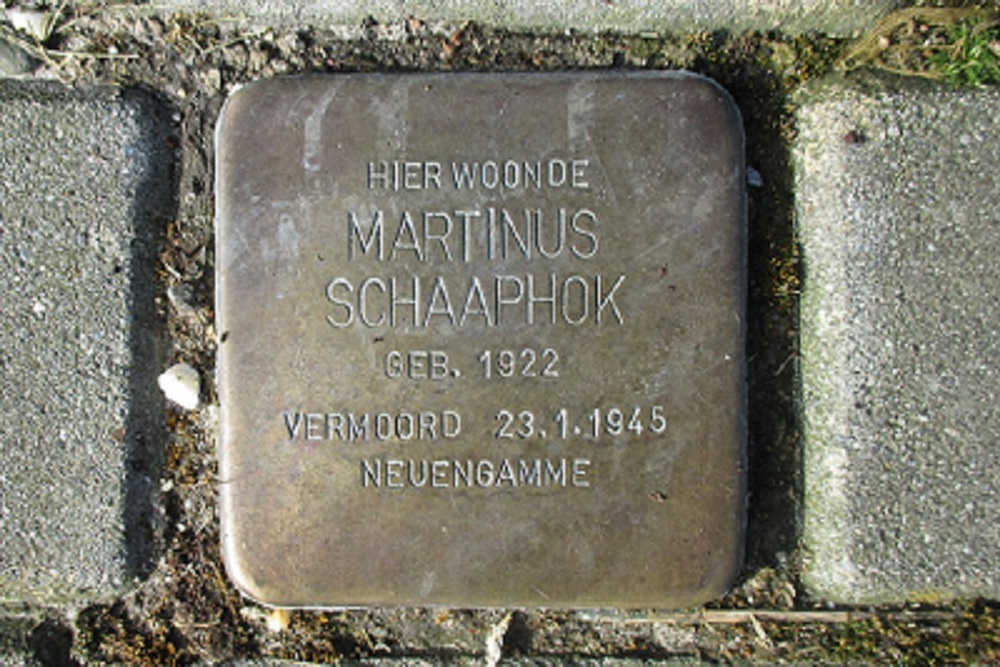 HIER WOONDE
MARTINUS
SCHAAPHOK
GEB. 1922
VERMOORD 23.1.1945
NEUENGAMME